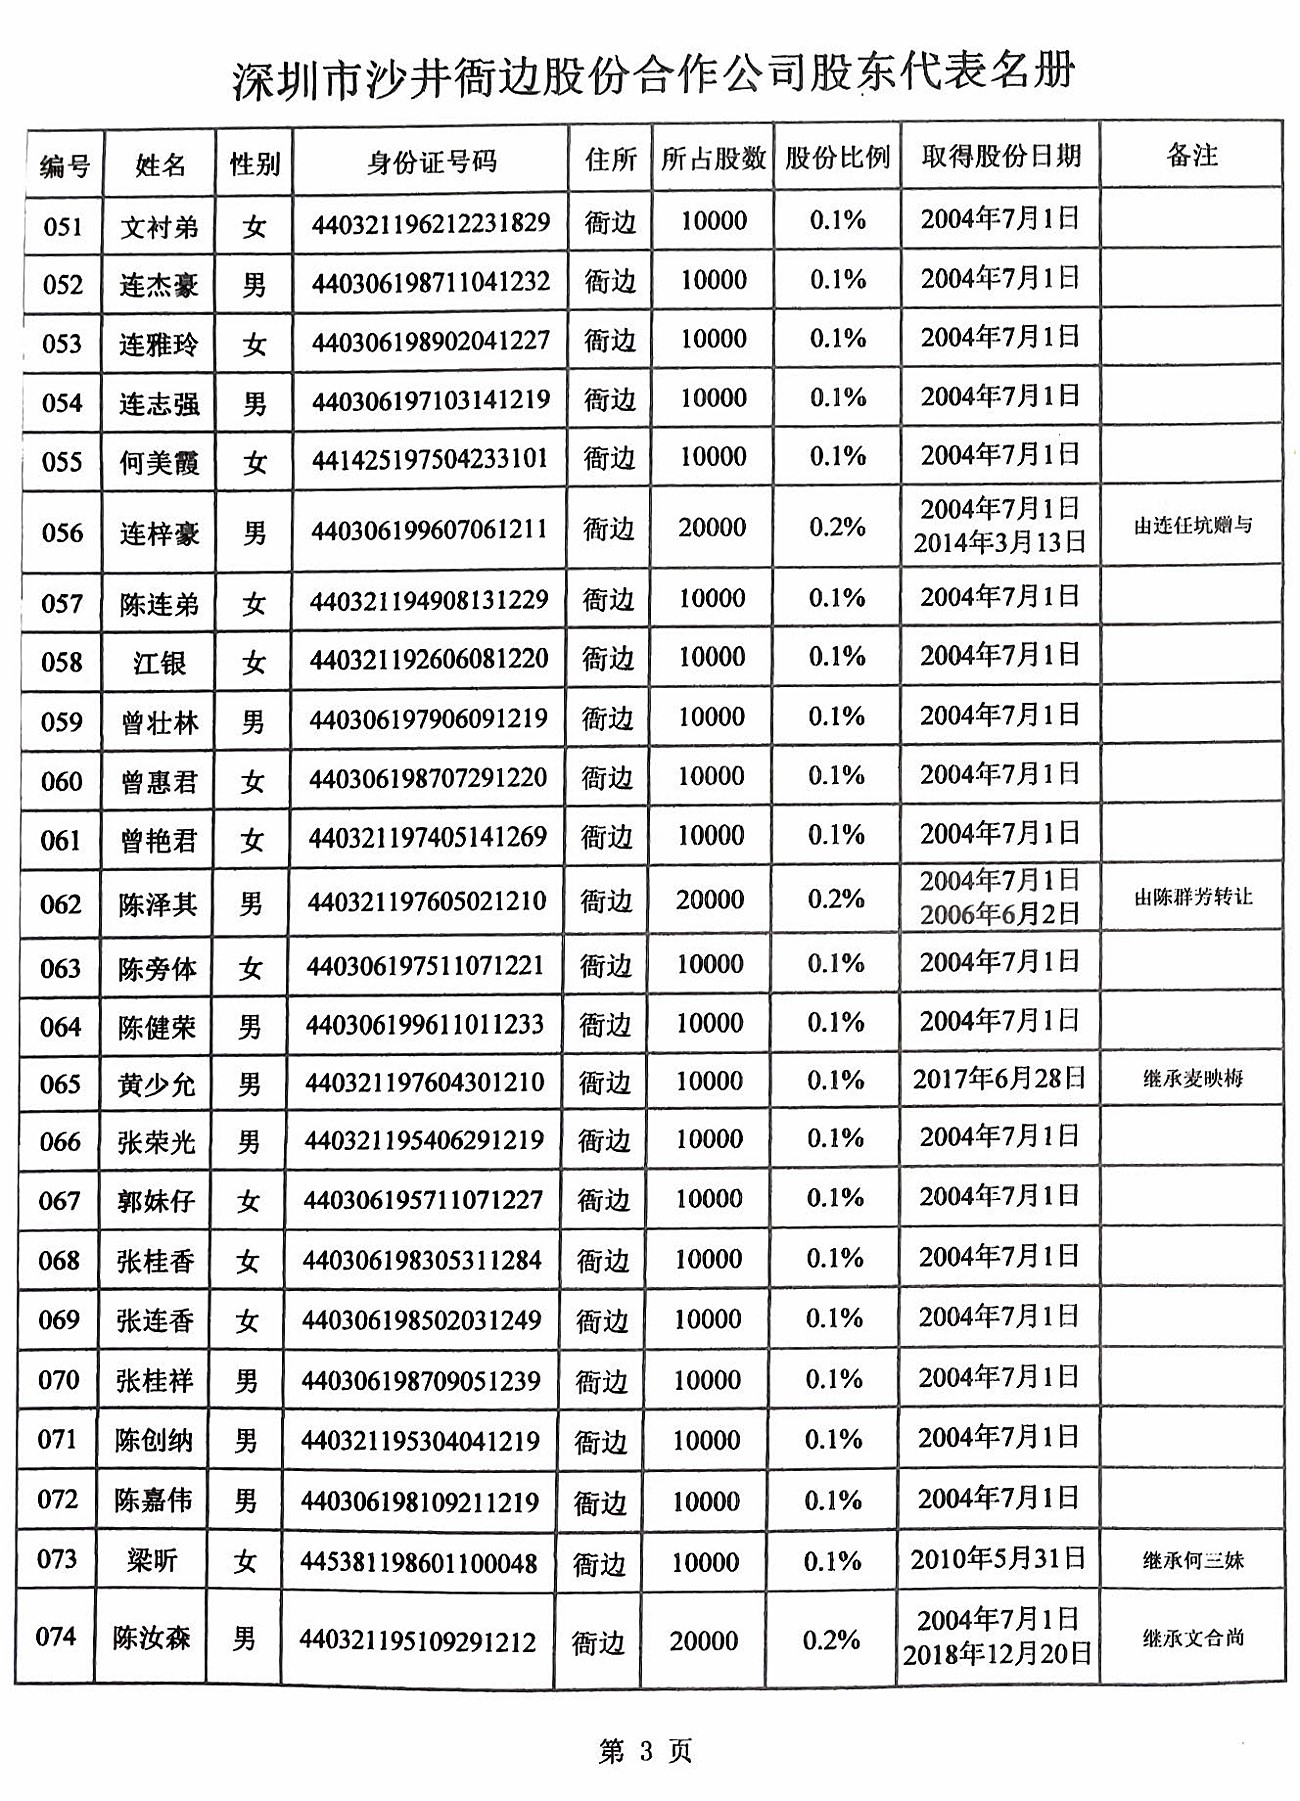 深圳市沙井衙边股份合作公司股东代表名册
编号 姓名 性别 身份证号码 住所 所占股数 股份比例 取得股份日期 备注
051 文衬弟 女 440321196212231829 衙边 10000 0.1% 2004年7月1日
052 连杰豪 男 440306198711041232 衙边 10000 0.1% 2004年7月1日
053 连雅玲 女 440306198902041227 衙边 10000 0.1% 2004年7月1日
054 连志强 男 440306197103141219 衙边 10000 0.1% 2004年7月1日
055 何美霞 女 441425197504233101 衙边 10000 0.1% 2004年7月1日
056 连梓豪 男 440306199607061211 衙边 20000 0.2% 2004年7月1日 由连任坑赠与
2014年3月13日
057 陈连弟 女 440321194908131229 衙边 10000 0.1% 2004年7月1日
058 江银 女 440321192606081220 衙边 10000 0.1% 2004年7月1日
059 曾壮林 男 440306197906091219 衙边 10000 0.1% 2004年7月1日
060 曾惠君 女 440306198707291220 衙边 10000 0.1% 2004年7月1日
061 曾艳君 女 440321197405141269 衙边 10000 0.1% 2004年7月1日
062 陈泽其 男 440321197605021210 衙边 20000 0.2% 2004年7月1日 由陈群芳转让
2006年6月2日
063 陈旁体 女 440306197511071221 衙边 10000 0.1% 2004年7月1日
064 陈健荣 男 440306199611011233 衙边 10000 0.1% 2004年7月1日
065 黄少允 男 440321197604301210 衙边 10000 0.1% 2017年6月28日 继承麦映梅
066 张荣光 男 440321195406291219 衙边 10000 0.1% 2004年7月1日
067 郭妹仔 女 440306195711071227 衙边 10000 0.1% 2004年7月1日
068 张桂香 女 440306198305311284 衙边 10000 0.1% 2004年7月1日
069 张连香 女 440306198502031249 衙边 10000 0.1% 2004年7月1日
070 张桂祥 男 440306198709051239 衙边 10000 0.1% 2004年7月1日
071 陈创纳 男 440321195304041219 衙边 10000 0.1% 2004年7月1日
072 陈嘉伟 男 440306198109211219 衙边 10000 0.1% 2004年7月1日
073 梁昕 女 445381198601100048 衙边 10000 0.1% 2010年5月31日 继承何三妹
074 陈汝森 男 440321195109291212 衙边 20000 0.2% 2004年7月1日 继承文合尚
2018年12月20日
第 3 页